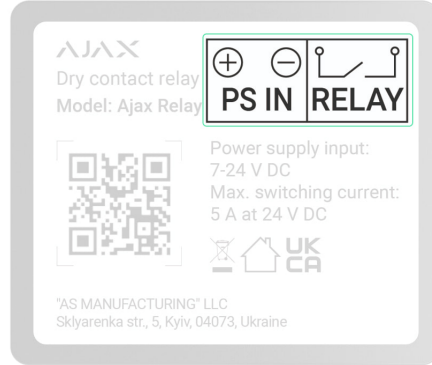 AJAX
Dry contact relay
Model: Ajax Relay
+ −
PS IN RELAY
Power supply input:
7-24 V DC
Max. switching current:
5 A at 24 V DC
UK
CA
"AS MANUFACTURING" LLC
Sklyarenka str., 5, Kyiv, 04073, Ukraine